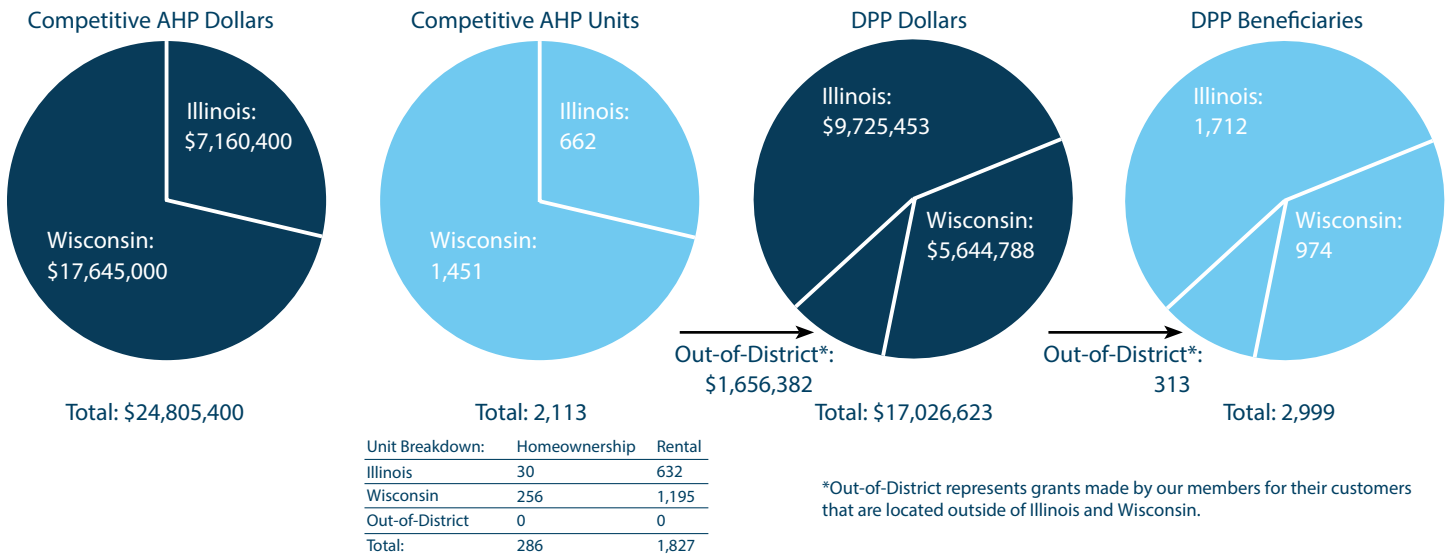 Competitive AHP Dollars
Illinois:
$7,160,400
Wisconsin:
$17,645,000
Total: $24,805,400
Competitive AHP Units
Illinois:
662
Wisconsin:
1,451
Total: 2,113
Unit Breakdown: Homeownership Rental
Illinois 30 632
Wisconsin 256 1,195
Out-of-District 0 0
Total: 286 1,827
DPP Dollars
Illinois:
$9,725,453
Wisconsin:
$5,644,788
Out-of-District*:
$1,656,382
Total: $17,026,623
DPP Beneficiaries
Illinois:
1,712
Wisconsin:
974
Out-of-District*:
313
Total: 2,999
*Out-of-District represents grants made by our members for their customers
that are located outside of Illinois and Wisconsin.